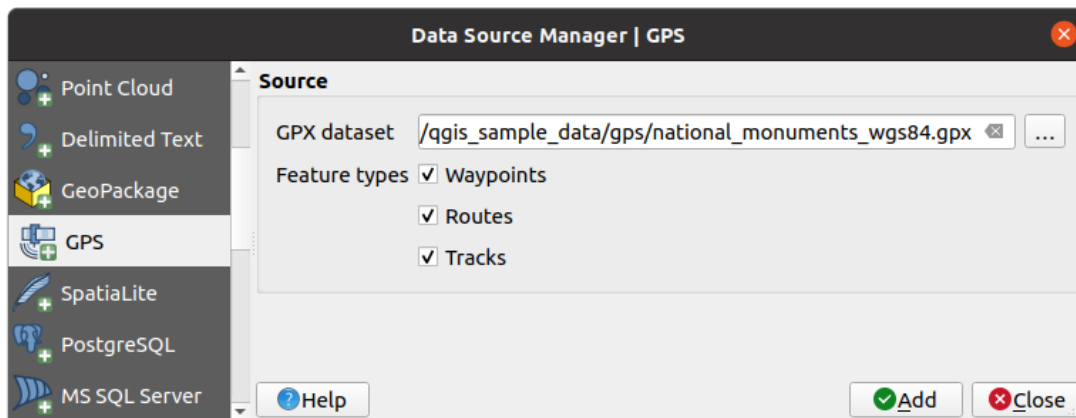 Data Source Manager | GPS
Point Cloud
Delimited Text
GeoPackage
GPS
SpatiaLite
PostgreSQL
MS SQL Server
Source
GPX dataset /qgis_sample_data/gps/national_monuments_wgs84.gpx ...
Feature types Waypoints
Routes
Tracks
Help Add Close